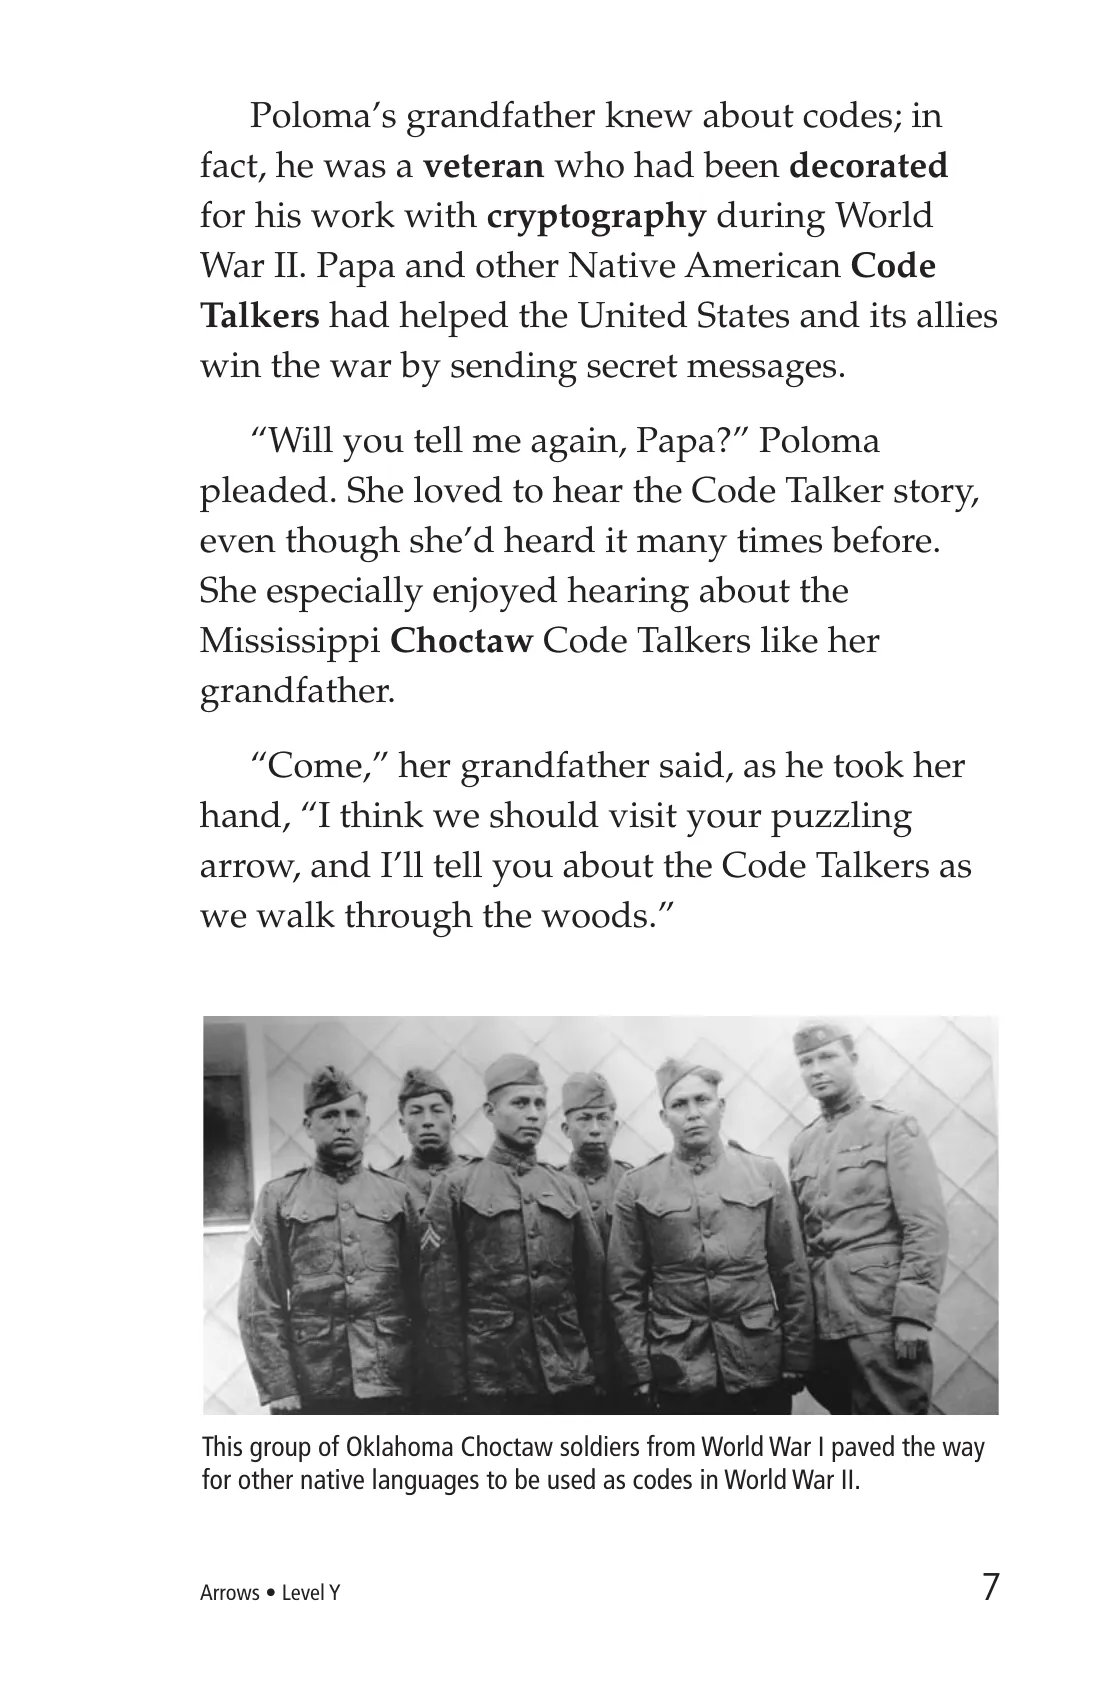 Poloma’s grandfather knew about codes; in
fact, he was a veteran who had been decorated
for his work with cryptography during World
War II. Papa and other Native American Code
Talkers had helped the United States and its allies
win the war by sending secret messages.
“Will you tell me again, Papa?” Poloma
pleaded. She loved to hear the Code Talker story,
even though she’d heard it many times before.
She especially enjoyed hearing about the
Mississippi Choctaw Code Talkers like her
grandfather.
“Come,” her grandfather said, as he took her
hand, “I think we should visit your puzzling
arrow, and I’ll tell you about the Code Talkers as
we walk through the woods.”
This group of Oklahoma Choctaw soldiers from World War I paved the way
for other native languages to be used as codes in World War II.
Arrows • Level Y
7